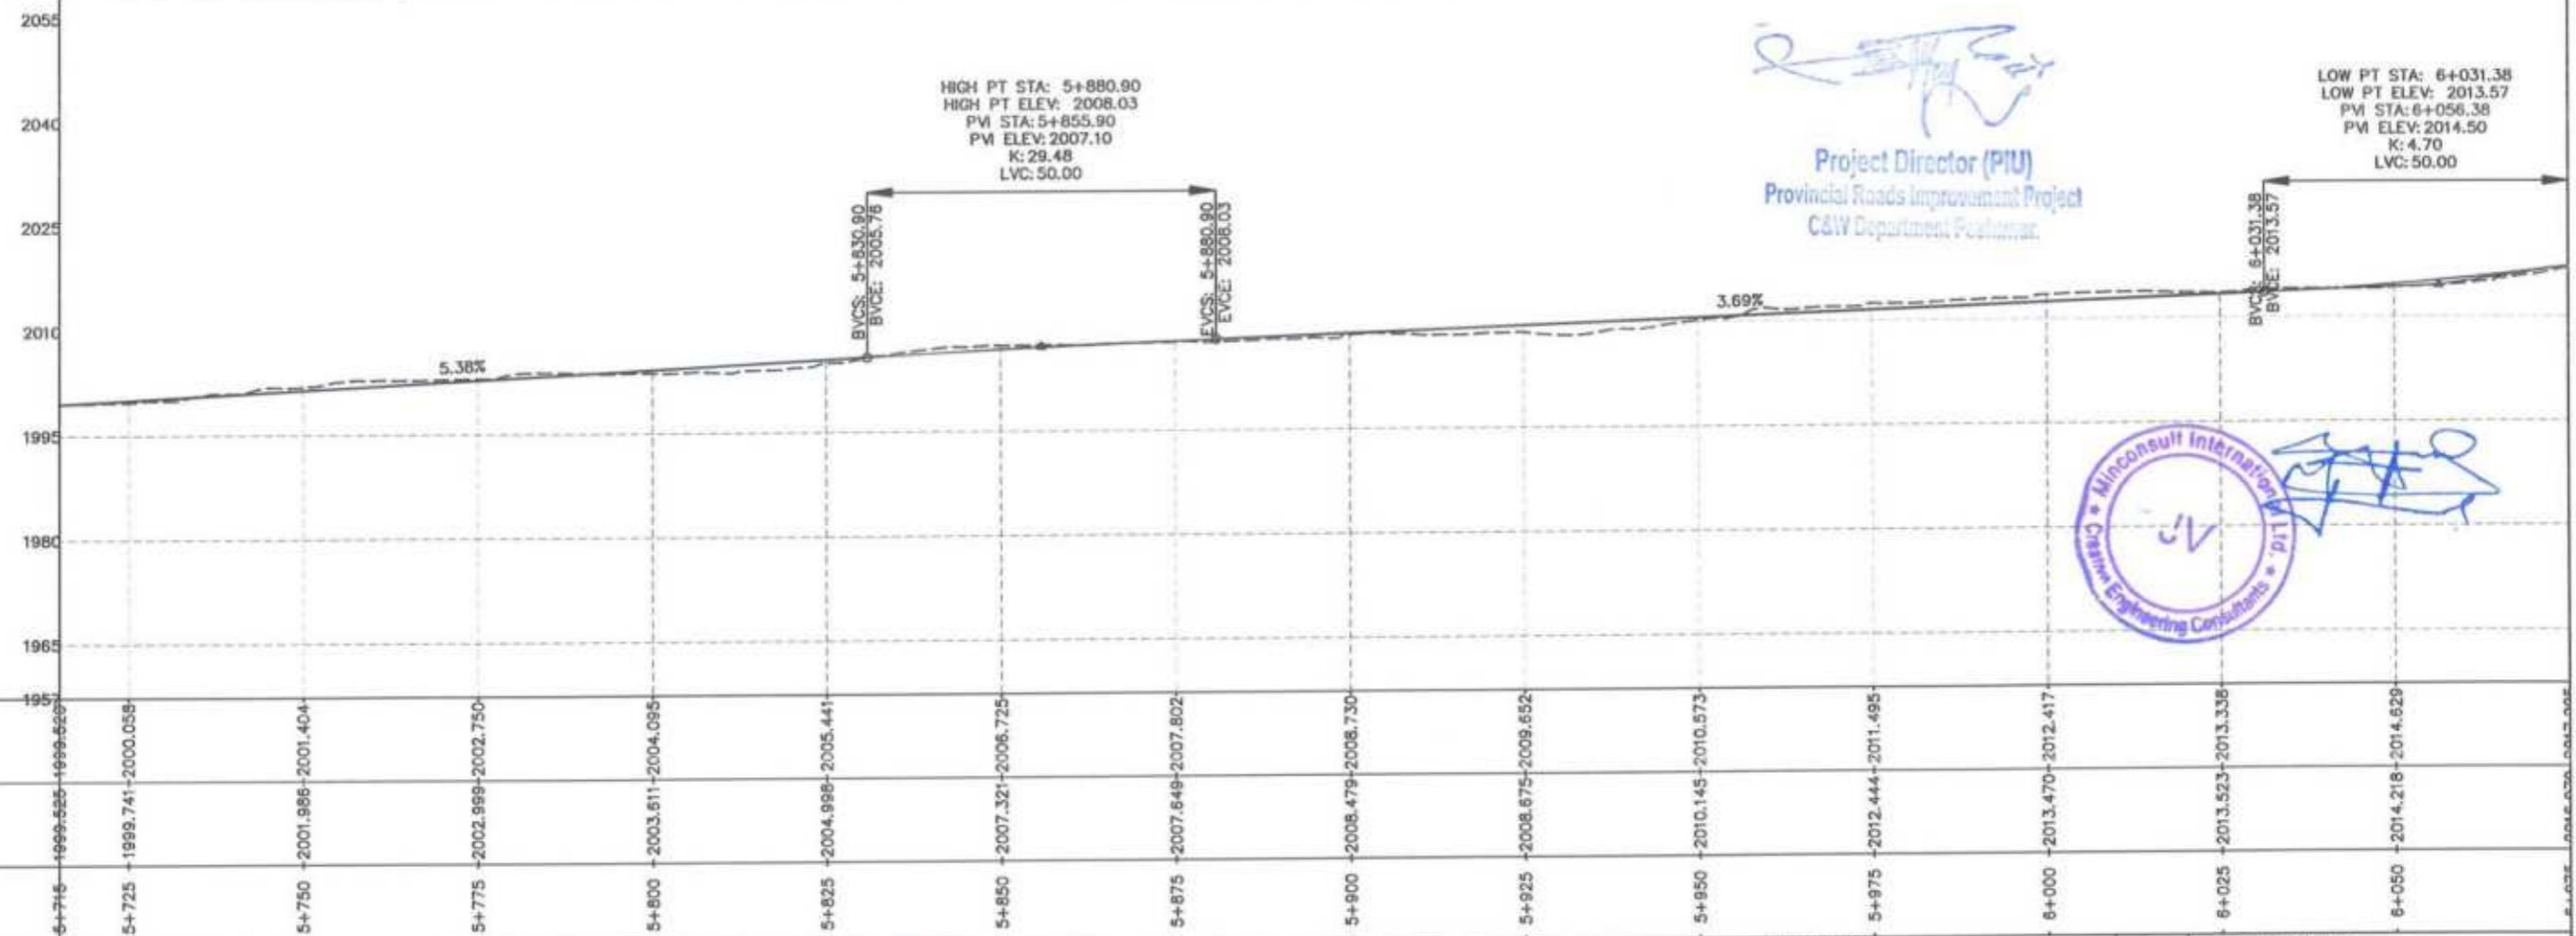 2055
2040
2025
2010
1995
1980
1965
1957
HIGH PT STA: 5+880.90
HIGH PT ELEV: 2008.03
PVI STA: 5+855.90
PVI ELEV: 2007.10
K: 29.48
LVC: 50.00
BVCS: 5+830.90
BVCE: 2005.76
EVCS: 5+880.90
EVCE: 2008.03
Project Director (PIU)
Provincial Roads Improvement Project
C&W Department Peshawar.
LOW PT STA: 6+031.38
LOW PT ELEV: 2013.57
PVI STA: 6+056.38
PVI ELEV: 2014.50
K: 4.70
LVC: 50.00
BVCS: 6+031.38
BVCE: 2013.57
5.38%
3.69%
Minconsult International Ltd.
JV
Creative Engineering Consultants
1999.520
2000.058
2001.404
2002.750
2004.095
2005.441
2006.725
2007.802
2008.730
2009.652
2010.573
2011.495
2012.417
2013.338
2014.629
1999.525
1999.741
2001.986
2002.999
2003.611
2004.998
2007.321
2007.649
2008.479
2008.675
2010.145
2012.444
2013.470
2013.523
2014.218
5+715
5+725
5+750
5+775
5+800
5+825
5+850
5+875
5+900
5+925
5+950
5+975
6+000
6+025
6+050